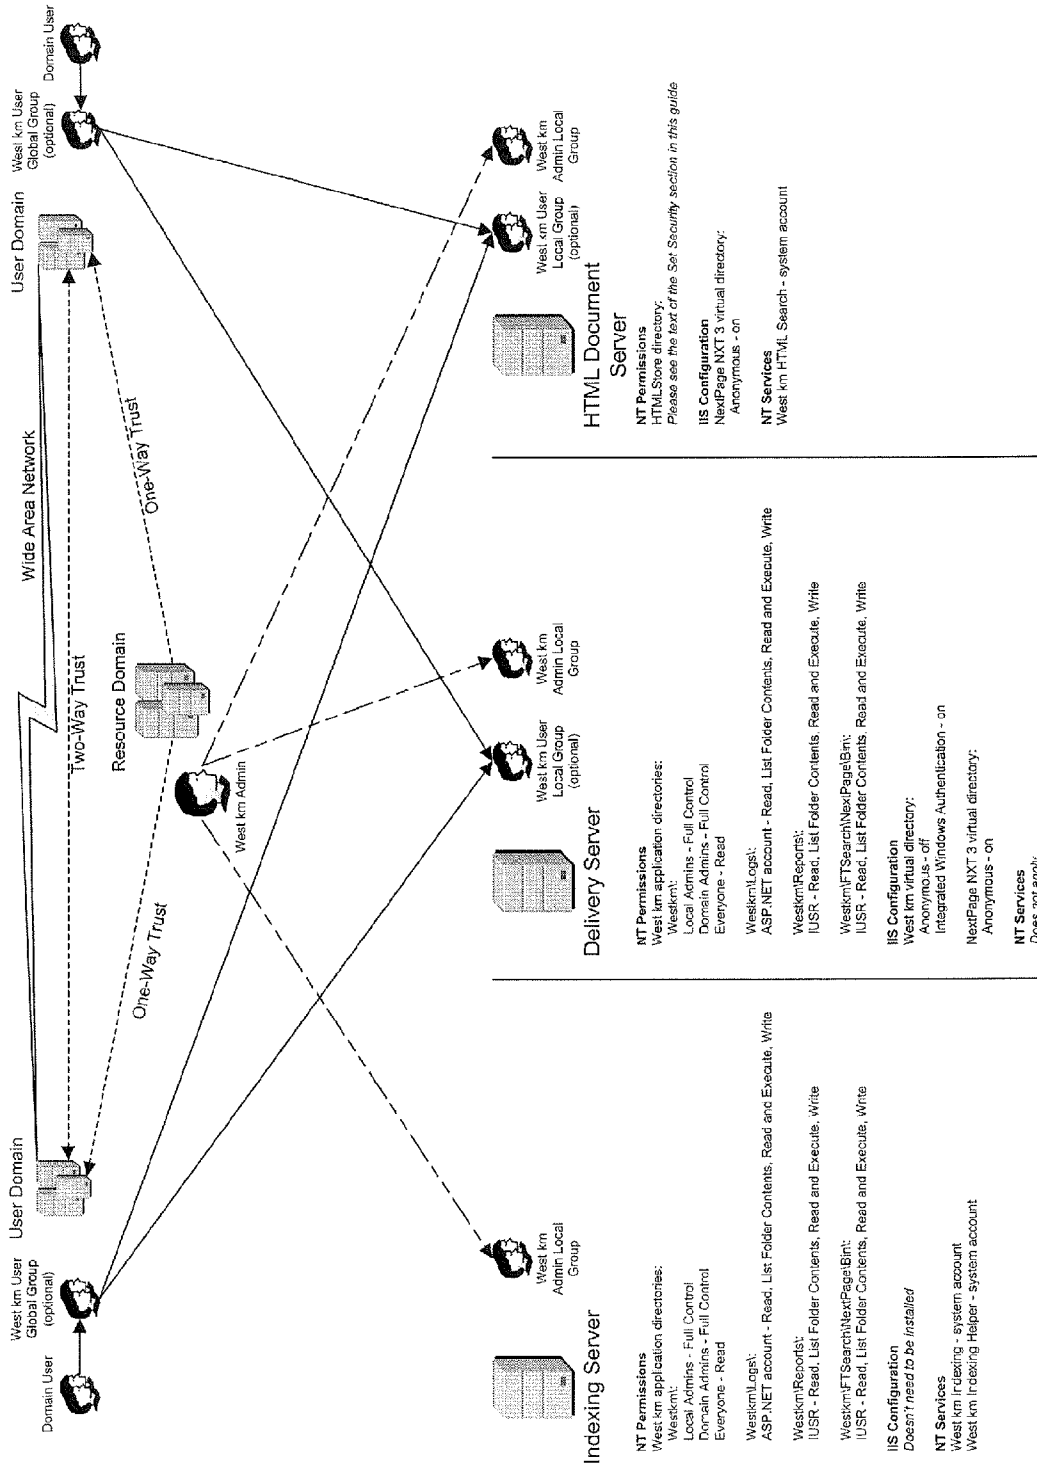 Domain User
West km User
Global Group
(optional)
User Domain
Wide Area Network
Two-Way Trust
User Domain
West km User
Global Group
(optional)
Domain User
One-Way Trust
Resource Domain
One-Way Trust
West km Admin
West km
Admin Local
Group
West km User
Local Group
(optional)
West km
Admin Local
Group
West km User
Local Group
(optional)
West km
Admin Local
Group
Indexing Server
NT Permissions
West km application directories:
Westkm\:
Local Admins - Full Control
Domain Admins - Full Control
Everyone - Read
Westkm\Logs\:
ASP.NET account - Read, List Folder Contents, Read and Execute, Write
Westkm\Reports\:
IUSR - Read, List Folder Contents, Read and Execute, Write
Westkm\FTSearch\NextPage\Bin\:
IUSR - Read, List Folder Contents, Read and Execute, Write
IIS Configuration
Doesn't need to be installed
NT Services
West km Indexing - system account
West km Indexing Helper - system account
Delivery Server
NT Permissions
West km application directories:
Westkm\:
Local Admins - Full Control
Domain Admins - Full Control
Everyone - Read
Westkm\Logs\:
ASP.NET account - Read, List Folder Contents, Read and Execute, Write
Westkm\Reports\:
IUSR - Read, List Folder Contents, Read and Execute, Write
Westkm\FTSearch\NextPage\Bin\:
IUSR - Read, List Folder Contents, Read and Execute, Write
IIS Configuration
West km virtual directory:
Anonymous - off
Integrated Windows Authentication - on
NextPage NXT 3 virtual directory:
Anonymous - on
NT Services
Does not apply
HTML Document
Server
NT Permissions
HTMLStore directory:
Please see the text of the Set Security section in this guide
IIS Configuration
NextPage NXT 3 virtual directory:
Anonymous - on
NT Services
West km HTML Search - system account